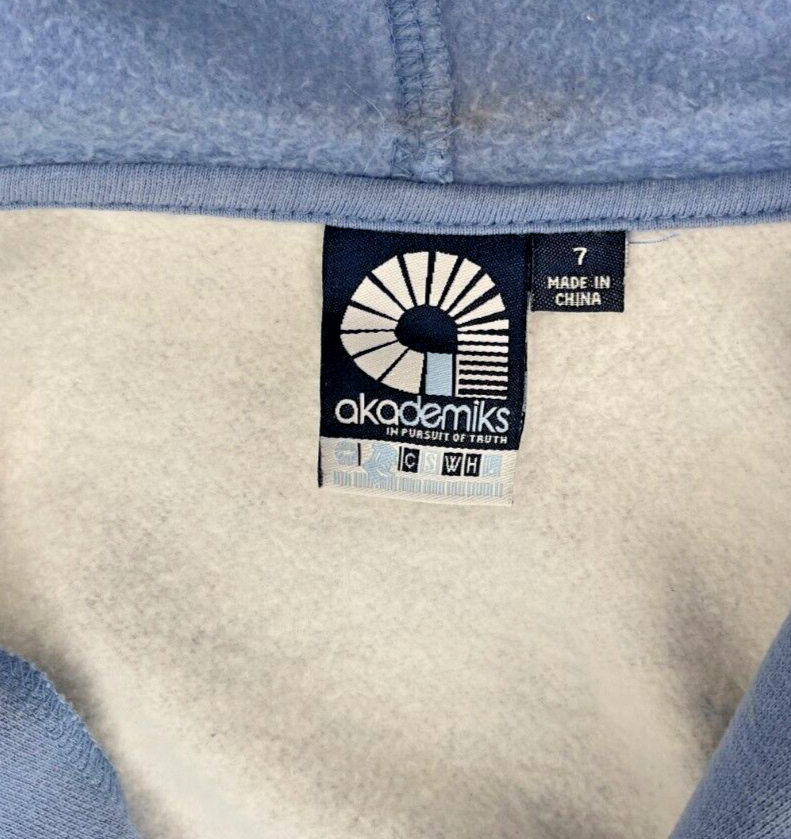 akademiks
IN PURSUIT OF TRUTH
C S W H
7
MADE IN
CHINA